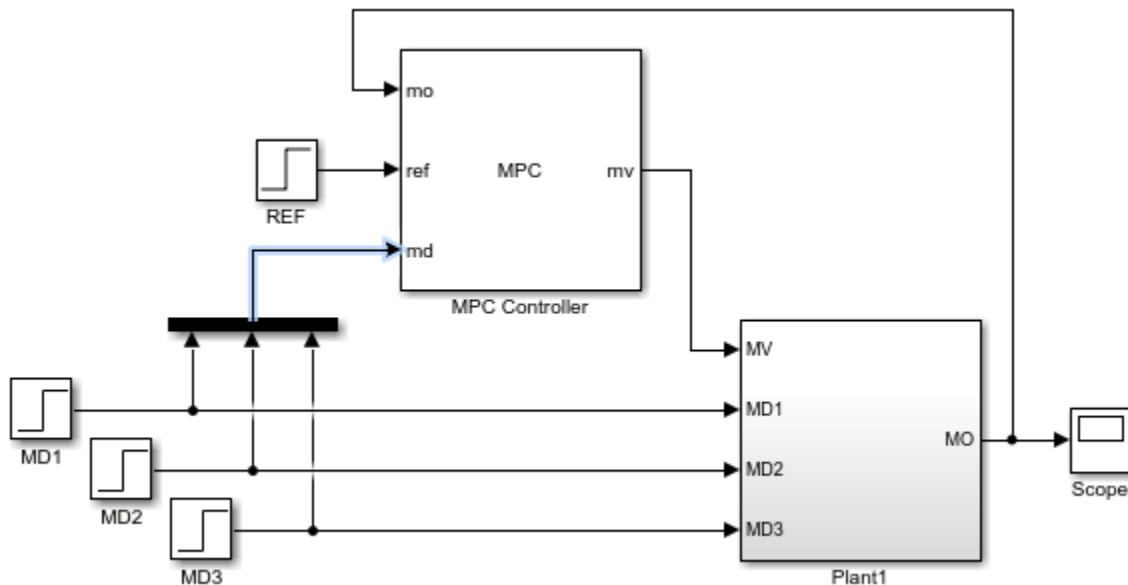 mo
ref
MPC
mv
REF
md
MPC Controller
MV
MD1
MD1
MO
MD2
MD2
Scope
MD3
MD3
Plant1